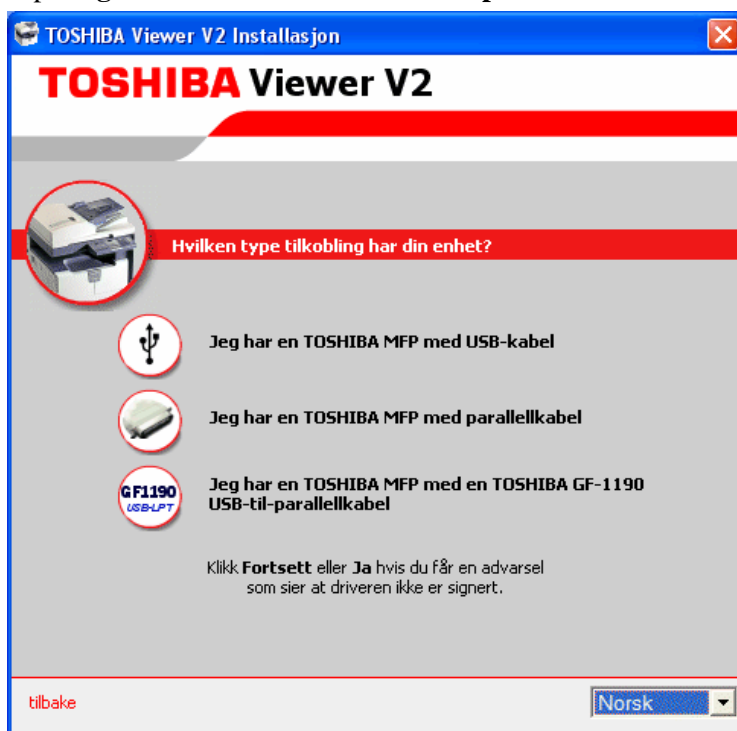 TOSHIBA Viewer V2 Installasjon
TOSHIBA Viewer V2
Hvilken type tilkobling har din enhet?
Jeg har en TOSHIBA MFP med USB-kabel
Jeg har en TOSHIBA MFP med parallellkabel
GF1190
USB-LPT
Jeg har en TOSHIBA MFP med en TOSHIBA GF-1190
USB-til-parallellkabel
Klikk Fortsett eller Ja hvis du får en advarsel
som sier at driveren ikke er signert.
tilbake
Norsk